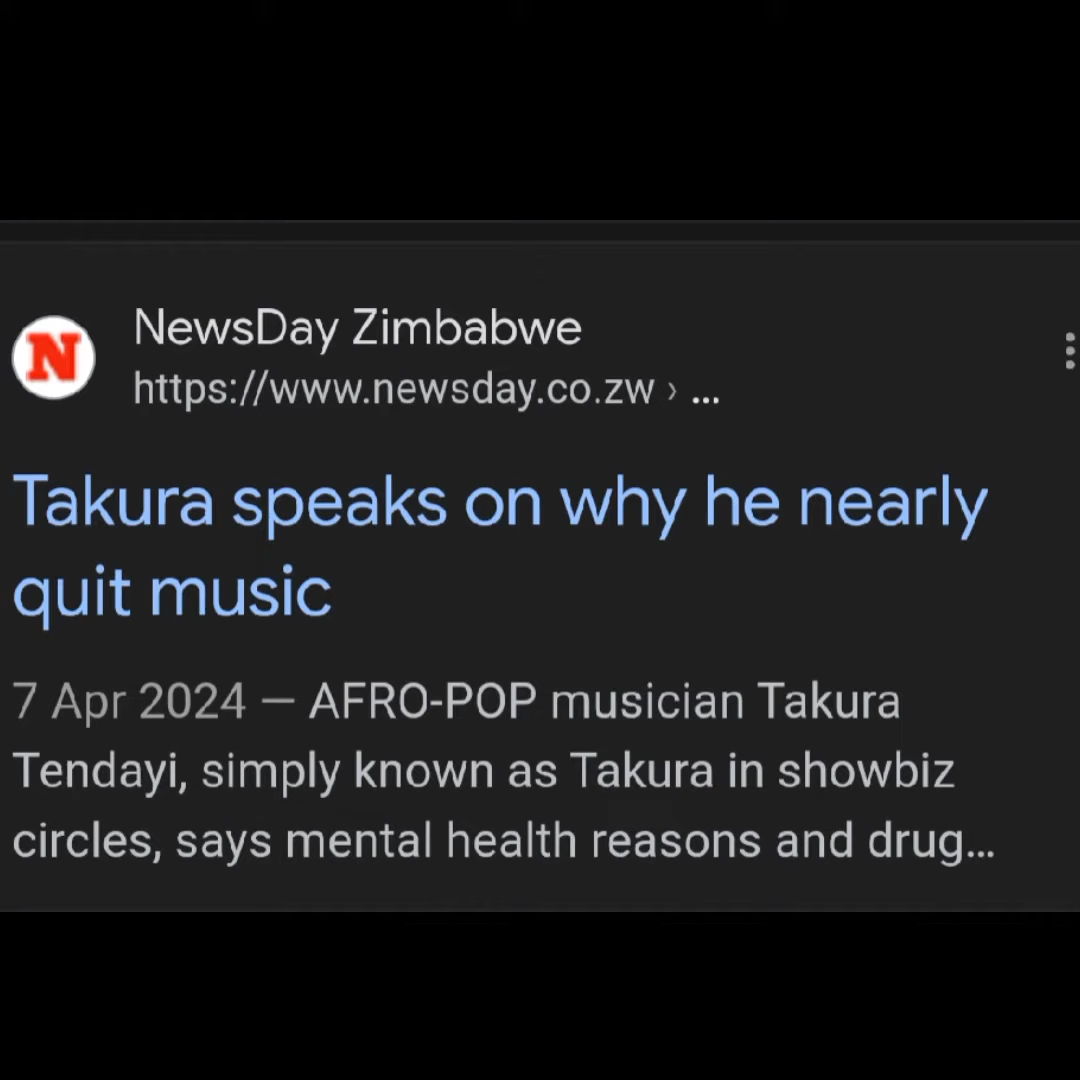 N
NewsDay Zimbabwe
https://www.newsday.co.zw › ...
Takura speaks on why he nearly
quit music
7 Apr 2024 — AFRO-POP musician Takura
Tendayi, simply known as Takura in showbiz
circles, says mental health reasons and drug...